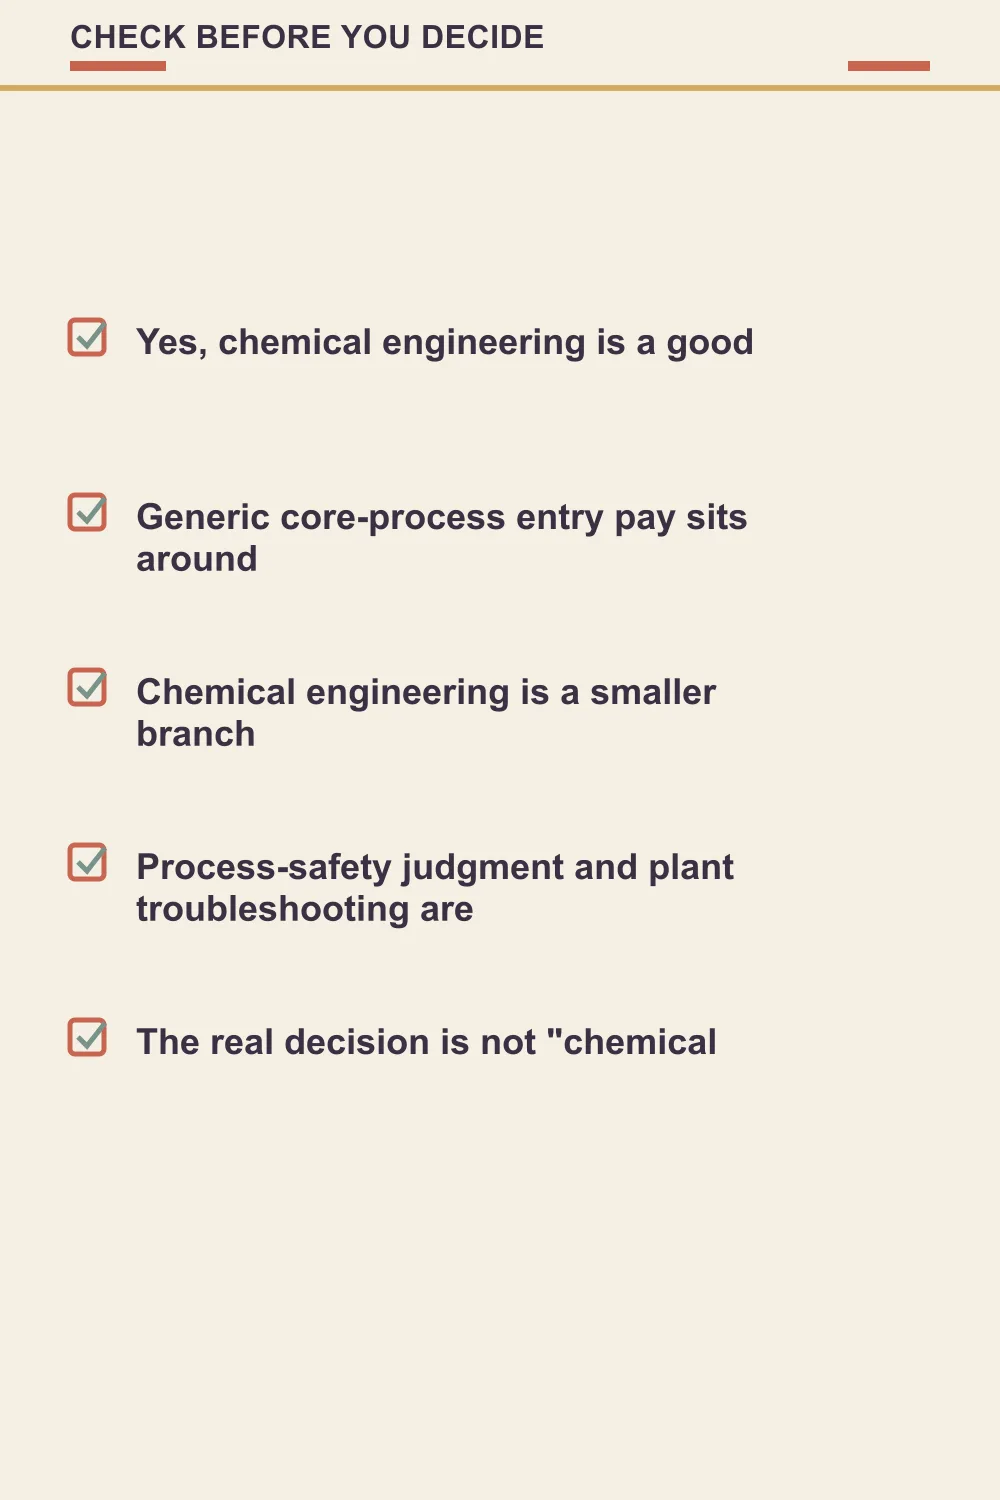 CHECK BEFORE YOU DECIDE
Yes, chemical engineering is a good
Generic core-process entry pay sits
around
Chemical engineering is a smaller
branch
Process-safety judgment and plant
troubleshooting are
The real decision is not "chemical